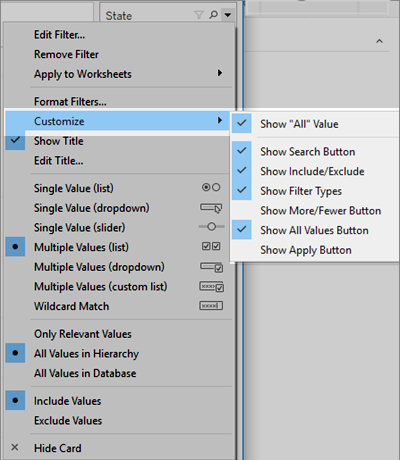 State
Edit Filter...
Remove Filter
Apply to Worksheets
Format Filters...
Customize
Show Title
Edit Title...
Single Value (list)
Single Value (dropdown)
Single Value (slider)
Multiple Values (list)
Multiple Values (dropdown)
Multiple Values (custom list)
Wildcard Match
Only Relevant Values
All Values in Hierarchy
All Values in Database
Include Values
Exclude Values
Hide Card
Show "All" Value
Show Search Button
Show Include/Exclude
Show Filter Types
Show More/Fewer Button
Show All Values Button
Show Apply Button